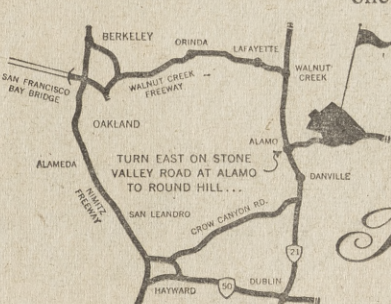 BERKELEY
ORINDA
LAFAYETTE
WALNUT
CREEK
SAN FRANCISCO
BAY BRIDGE
WALNUT CREEK
FREEWAY
OAKLAND
ALAMO
TURN EAST ON STONE
VALLEY ROAD AT ALAMO
TO ROUND HILL...
ALAMEDA
DANVILLE
NIMITZ
FREEWAY
SAN LEANDRO
CROW CANYON RD.
21
50
DUBLIN
HAYWARD